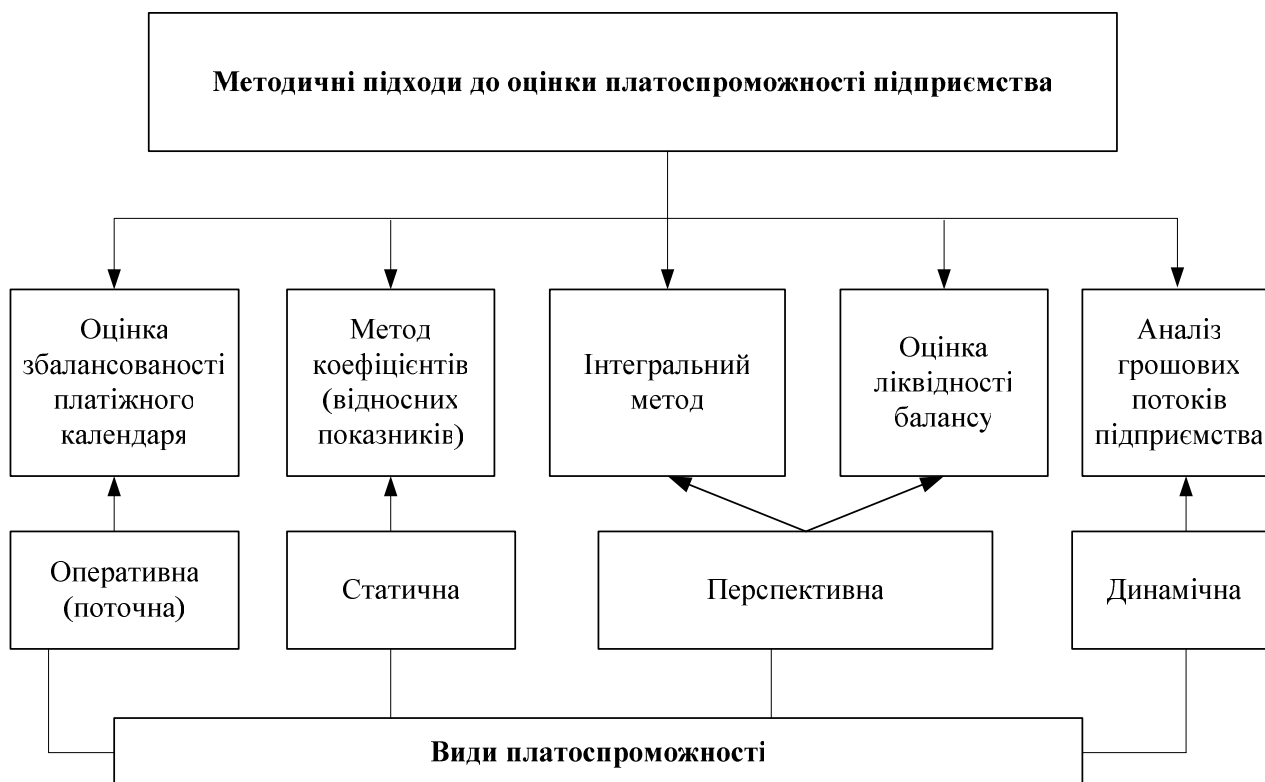 Методичні підходи до оцінки платоспроможності підприємства
Оцінка
збалансованості
платіжного
календаря
Метод
коефіцієнтів
(відносних
показників)
Інтегральний
метод
Оцінка
ліквідності
балансу
Аналіз
грошових
потоків
підприємства
Оперативна
(поточна)
Статична
Перспективна
Динамічна
Види платоспроможності